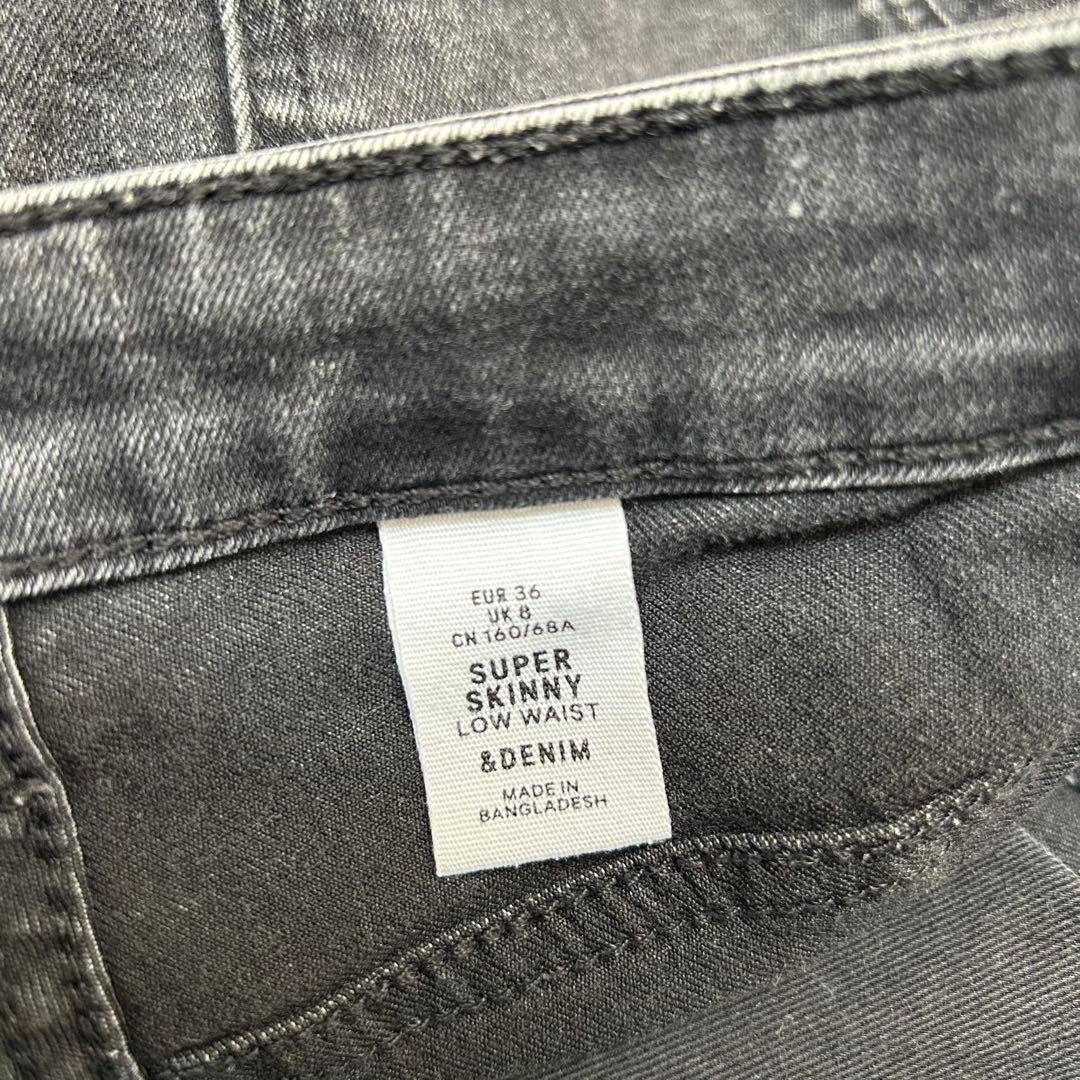 EUR 36
UK 8
CN 160/68A
SUPER
SKINNY
LOW WAIST
&DENIM
MADE IN
BANGLADESH